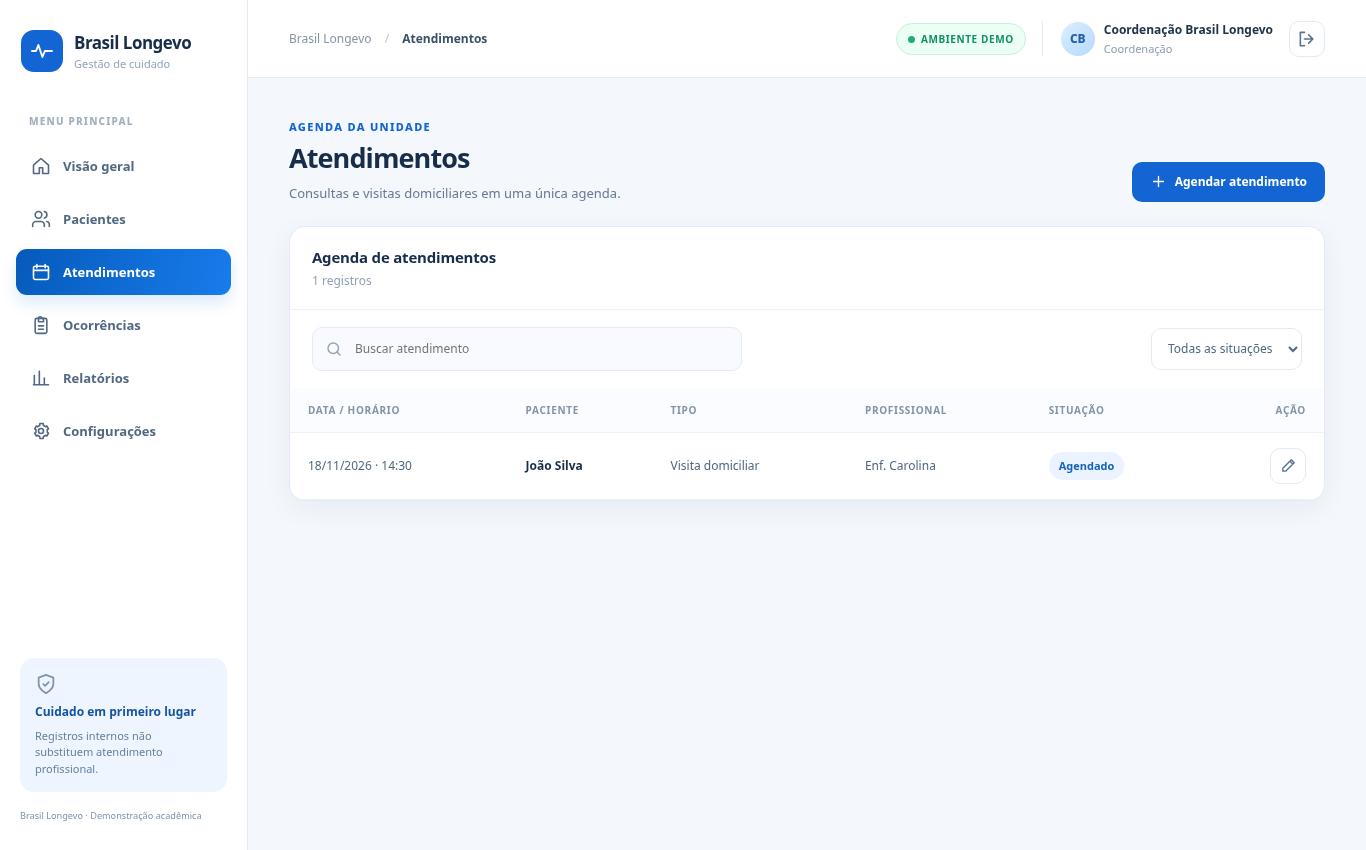 Brasil Longevo
Gestão de cuidado
MENU PRINCIPAL
Visão geral
Pacientes
Atendimentos
Ocorrências
Relatórios
Configurações
Cuidado em primeiro lugar
Registros internos não
substituem atendimento
profissional.
Brasil Longevo · Demonstração acadêmica
Brasil Longevo / Atendimentos
AMBIENTE DEMO
CB
Coordenação Brasil Longevo
Coordenação
AGENDA DA UNIDADE
Atendimentos
Consultas e visitas domiciliares em uma única agenda.
Agendar atendimento
Agenda de atendimentos
1 registros
Buscar atendimento
Todas as situações
DATA / HORÁRIO PACIENTE TIPO PROFISSIONAL SITUAÇÃO AÇÃO
18/11/2026 · 14:30 João Silva Visita domiciliar Enf. Carolina Agendado